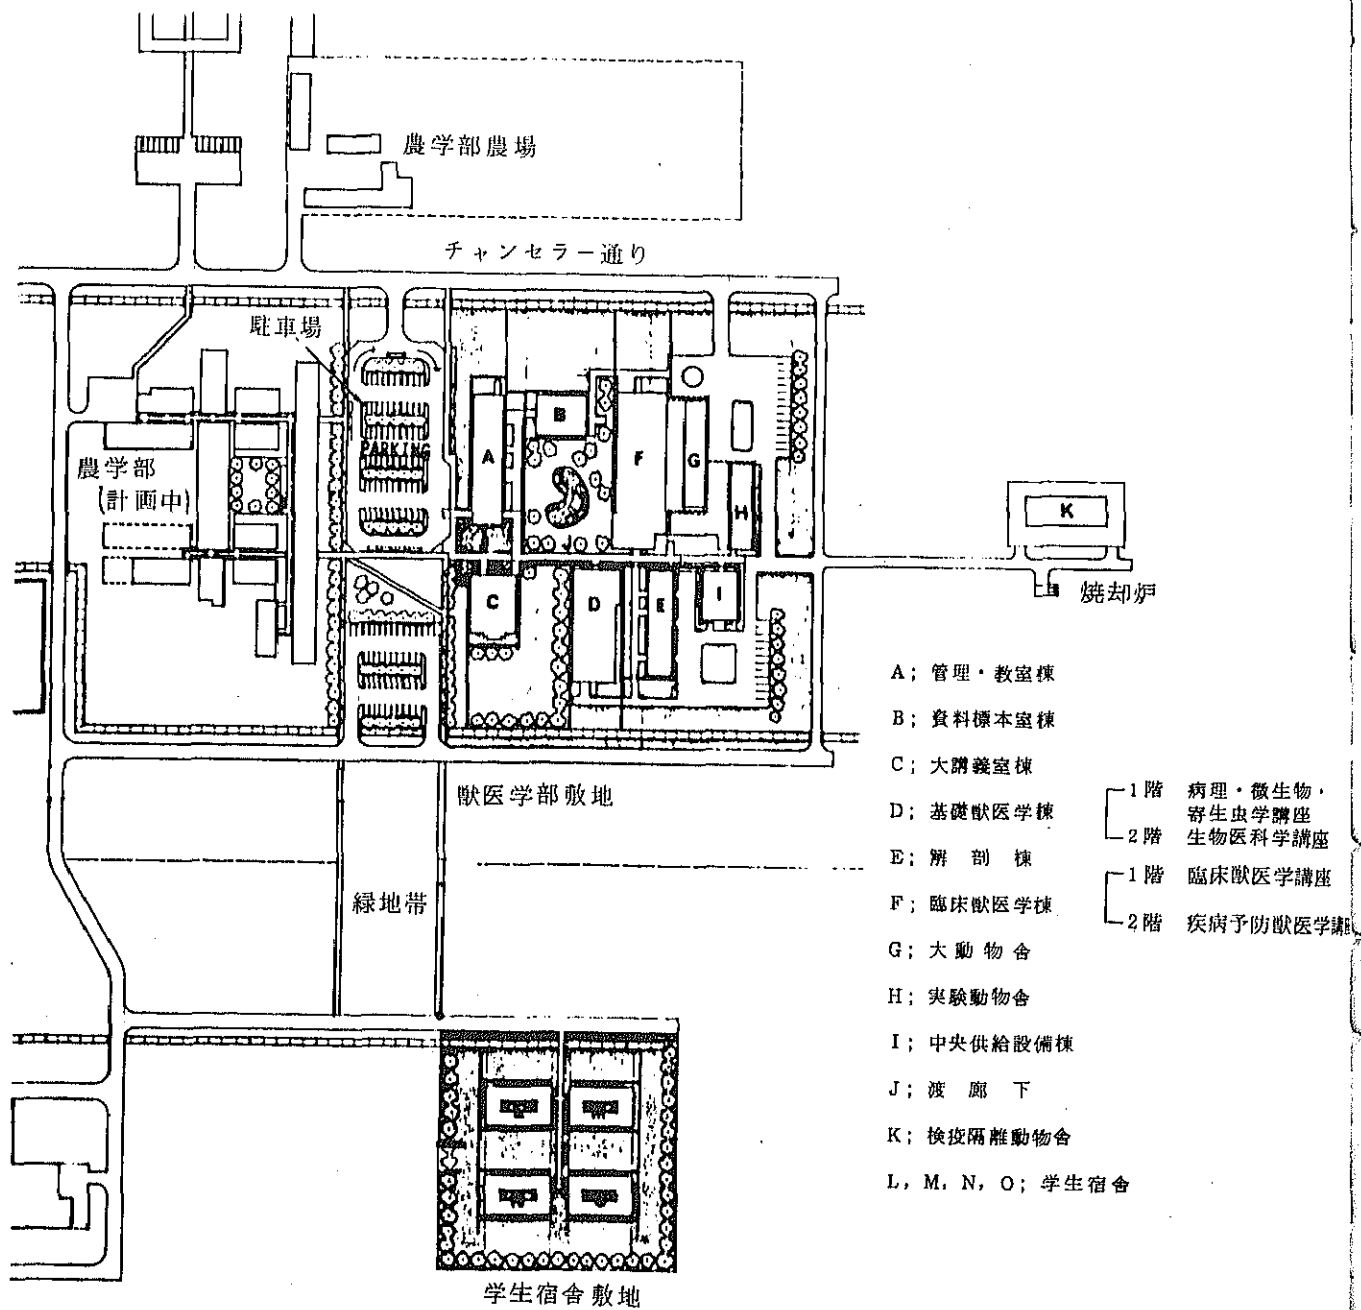 農学部農場
チャンセラー通り
駐車場
PARKING
農学部
(計画中)
A
B
F
G
H
J
C
D
E
I
K
焼却炉
獣医学部敷地
緑地帯
学生宿舎敷地
A; 管理・教室棟
B; 資料標本室棟
C; 大講義室棟
D; 基礎獣医学棟
1階 病理・微生物・
寄生虫学講座
2階 生物医科学講座
E; 解剖棟
F; 臨床獣医学棟
1階 臨床獣医学講座
2階 疾病予防獣医学講座
G; 大動物舎
H; 実験動物舎
I; 中央供給設備棟
J; 渡廊下
K; 検疫隔離動物舎
L, M, N, O; 学生宿舎